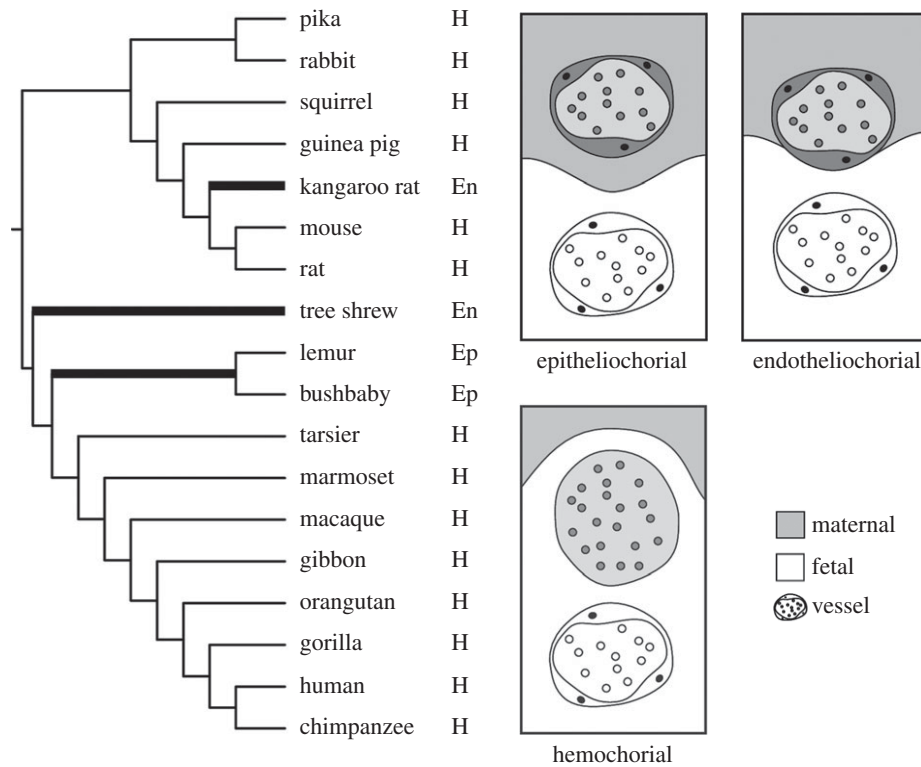 pika H
rabbit H
squirrel H
guinea pig H
kangaroo rat En
mouse H
rat H
tree shrew En
lemur Ep
bushbaby Ep
tarsier H
marmoset H
macaque H
gibbon H
orangutan H
gorilla H
human H
chimpanzee H
epitheliochorial
endotheliochorial
hemochorial
maternal
fetal
vessel